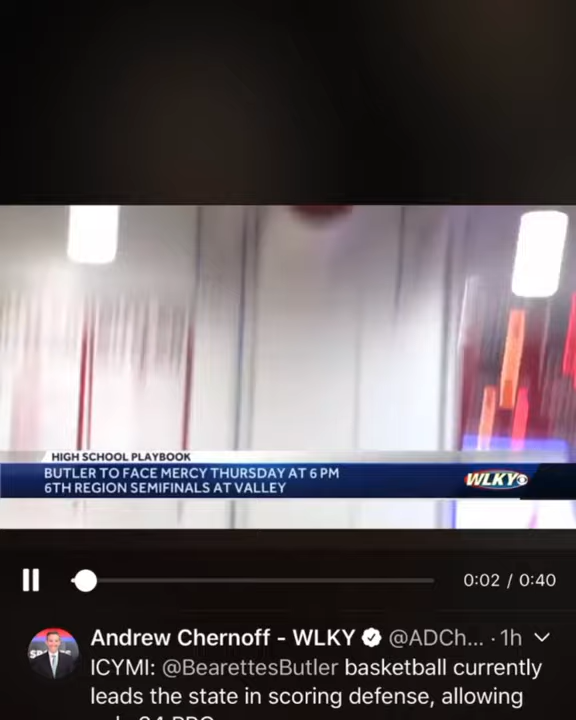 HIGH SCHOOL PLAYBOOK
BUTLER TO FACE MERCY THURSDAY AT 6 PM
6TH REGION SEMIFINALS AT VALLEY
WLKY
0:02 / 0:40
Andrew Chernoff - WLKY @ADCh... · 1h
ICYMI: @BearettesButler basketball currently
leads the state in scoring defense, allowing